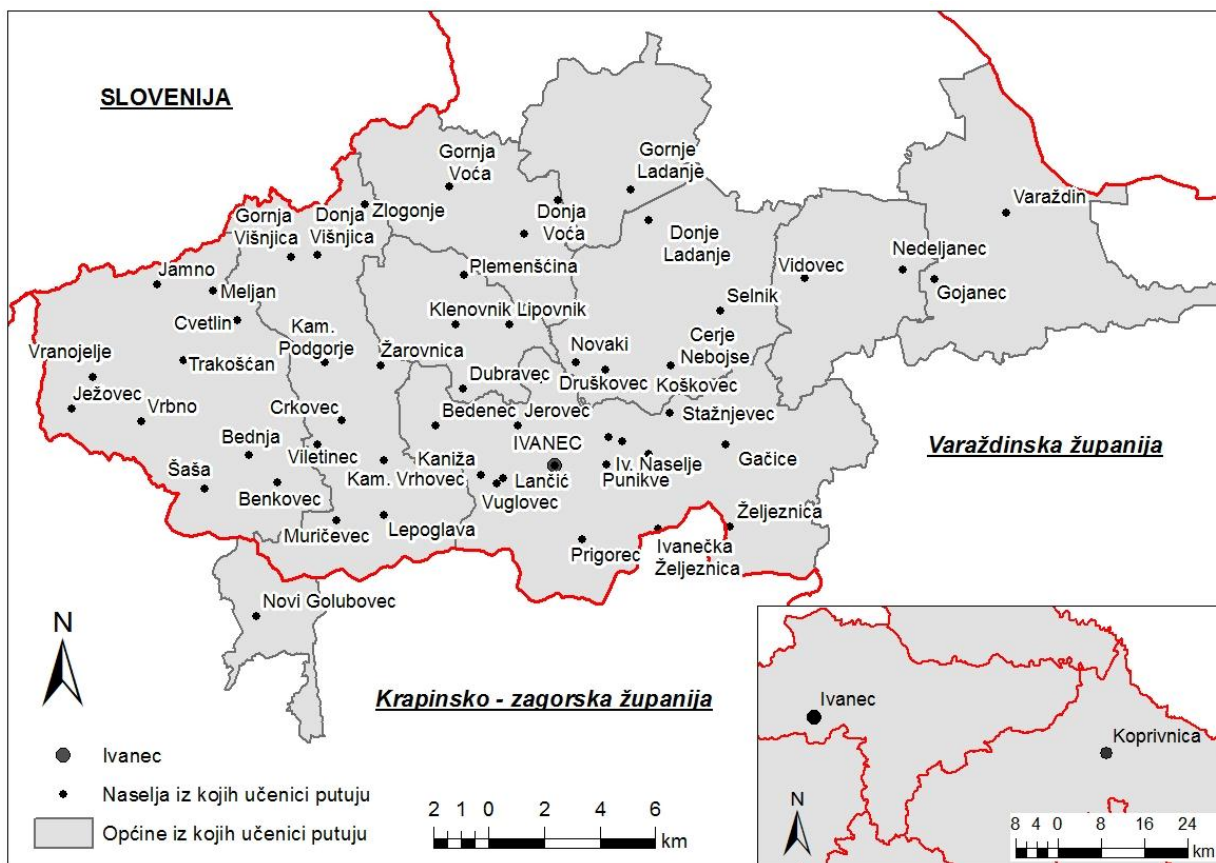 SLOVENIJA
Gornja
Voća
Gornje
Ladanje
Zlogonje
Varaždin
Gornja
Višnjica
Donja
Višnjica
Donja
Voća
Donje
Ladanje
Nedeljanec
Jamno
Meljan
Plemenšćina
Vidovec
Gojanec
Cvetlin
Klenovnik
Lipovnik
Selnik
Kam.
Podgorje
Cerje
Nebojse
Vranojelje
Trakošćan
Žarovnica
Novaki
Ježovec
Vrbno
Dubravec
Druškovec
Koškovec
Crkovec
Bedenec
Jerovec
Stažnjevec
Bednja
Viletinec
IVANEC
Gačice
Varaždinska županija
Šaša
Benkovec
Kam. Vrhovec
Kaniža
Lančić
Iv. Naselje
Punikve
Vuglovec
Muričevec
Lepoglava
Željeznica
Prigorec
Ivanečka
Željeznica
Novi Golubovec
N
Krapinsko - zagorska županija
Ivanec
Naselja iz kojih učenici putuju
Općine iz kojih učenici putuju
2 1 0 2 4 6
km
Ivanec
Koprivnica
N
8 4 0 8 16 24
km